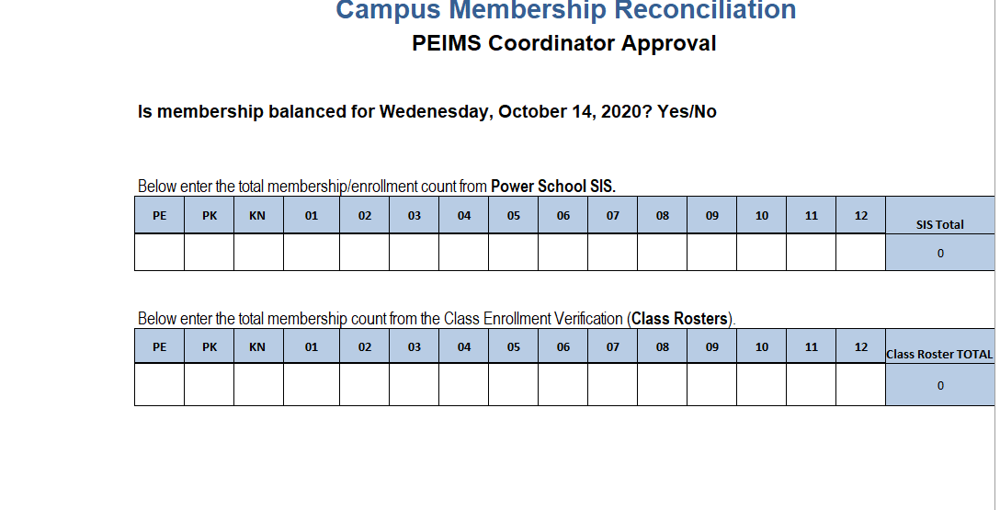 Campus Membership Reconciliation
PEIMS Coordinator Approval
Is membership balanced for Wedenesday, October 14, 2020? Yes/No
Below enter the total membership/enrollment count from Power School SIS.
PE PK KN 01 02 03 04 05 06 07 08 09 10 11 12 SIS Total
0
Below enter the total membership count from the Class Enrollment Verification (Class Rosters).
PE PK KN 01 02 03 04 05 06 07 08 09 10 11 12 Class Roster TOTAL
0